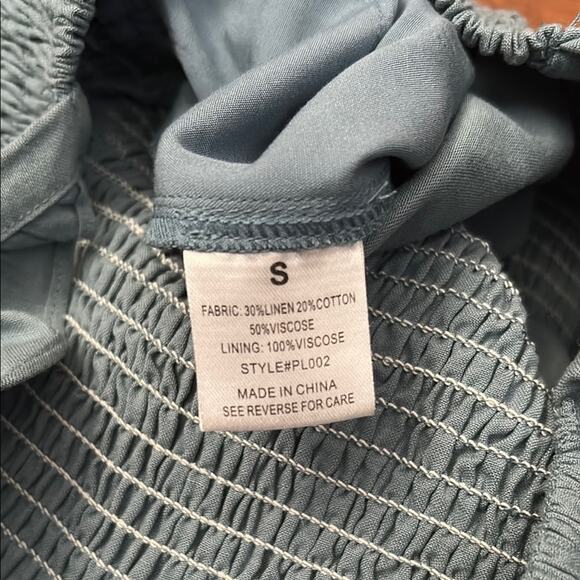 S
FABRIC: 30%LINEN 20%COTTON
50%VISCOSE
LINING: 100%VISCOSE
STYLE#PL002
MADE IN CHINA
SEE REVERSE FOR CARE